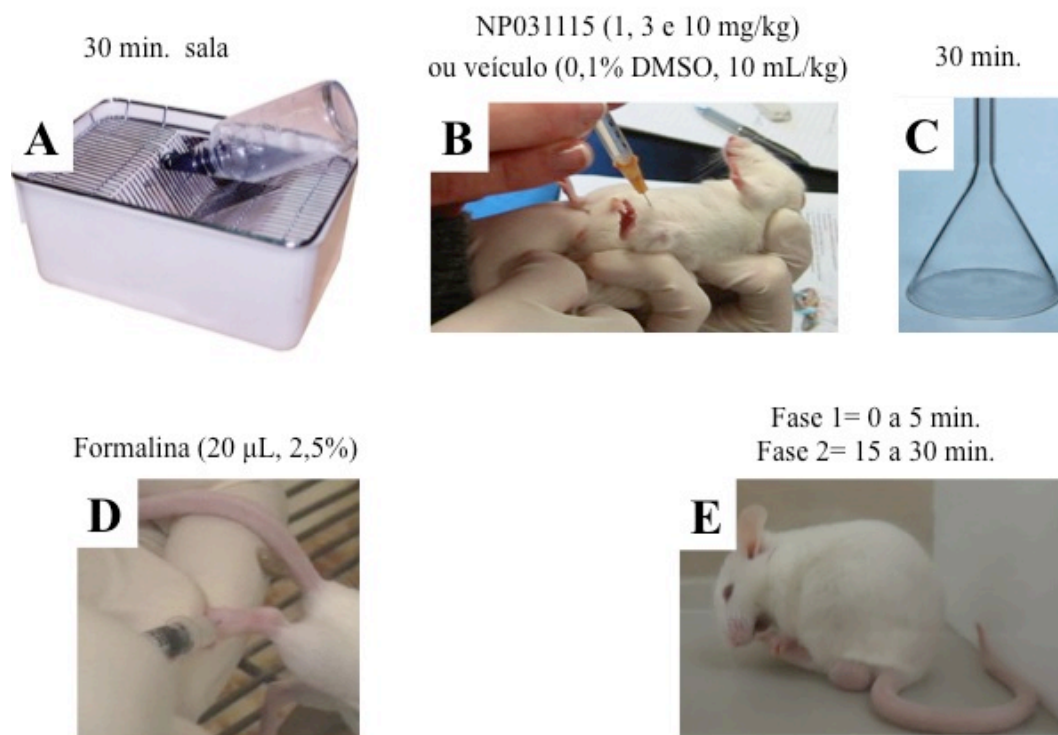 30 min. sala
NP031115 (1, 3 e 10 mg/kg)
ou veículo (0,1% DMSO, 10 mL/kg)
30 min.
A
B
C
Formalina (20 µL, 2,5%)
Fase 1= 0 a 5 min.
Fase 2= 15 a 30 min.
D
E